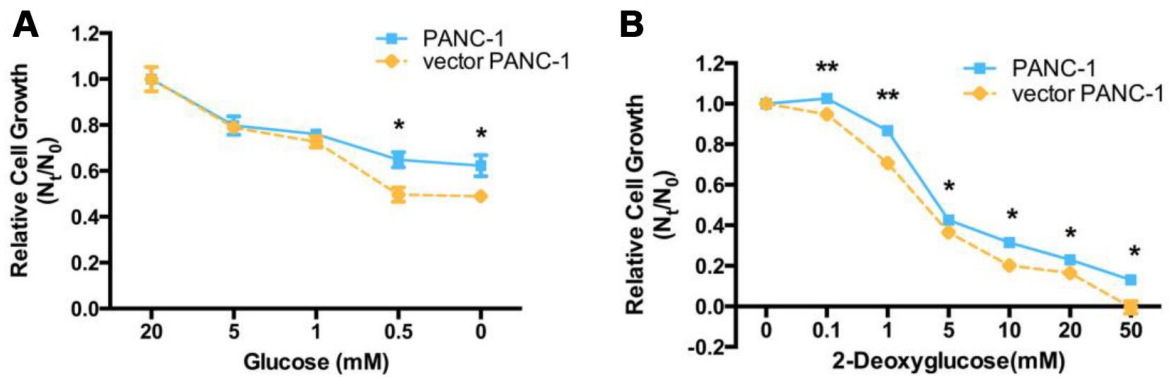 A
1.2
1.0
0.8
0.6
0.4
0.2
0.0
Relative Cell Growth
(Nt/N0)
PANC-1
vector PANC-1
*
*
20 5 1 0.5 0
Glucose (mM)
B
1.2
1.0
0.8
0.6
0.4
0.2
0.0
-0.2
Relative Cell Growth
(Nt/N0)
PANC-1
vector PANC-1
**
**
*
*
*
*
0 0.1 1 5 10 20 50
2-Deoxyglucose(mM)